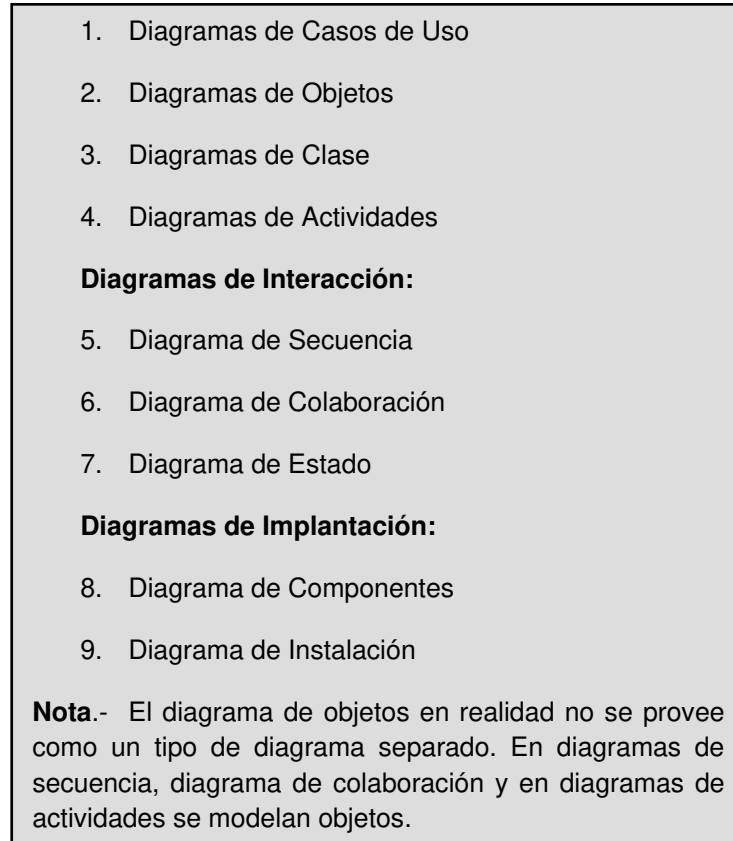 1. Diagramas de Casos de Uso
2. Diagramas de Objetos
3. Diagramas de Clase
4. Diagramas de Actividades
Diagramas de Interacción:
5. Diagrama de Secuencia
6. Diagrama de Colaboración
7. Diagrama de Estado
Diagramas de Implantación:
8. Diagrama de Componentes
9. Diagrama de Instalación
Nota.- El diagrama de objetos en realidad no se provee
como un tipo de diagrama separado. En diagramas de
secuencia, diagrama de colaboración y en diagramas de
actividades se modelan objetos.